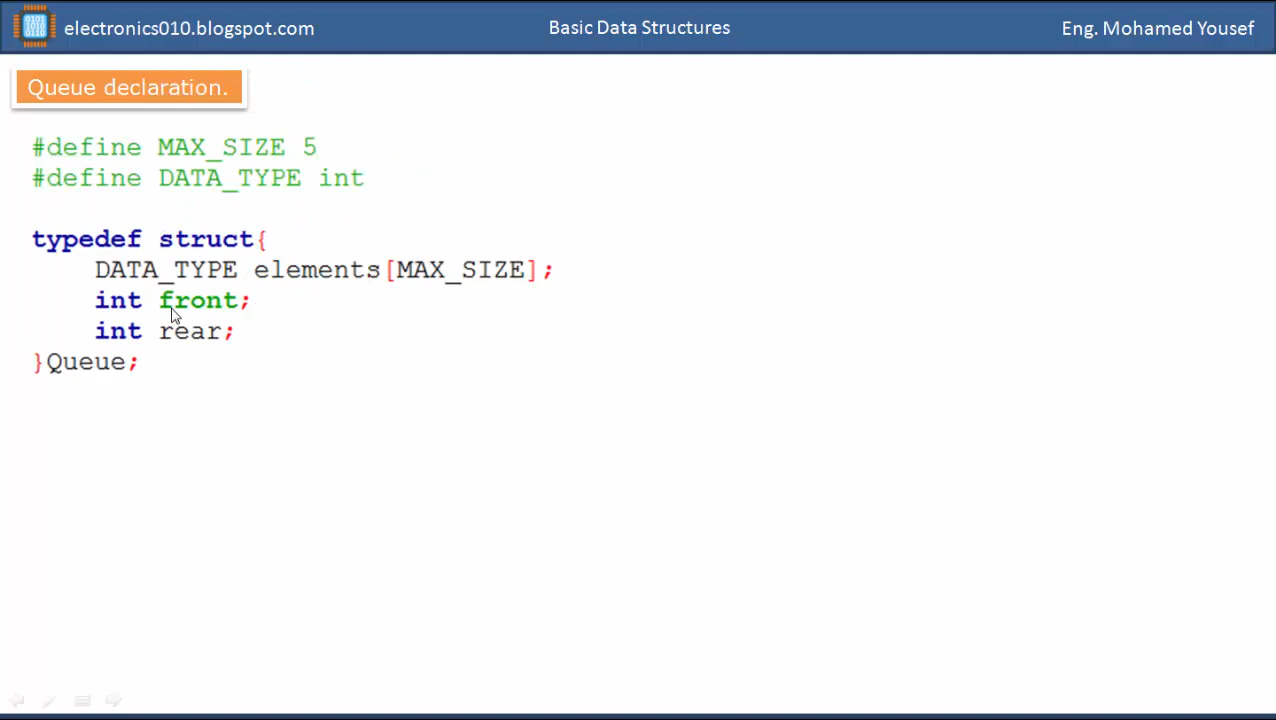 electronics010.blogspot.com
Basic Data Structures
Eng. Mohamed Yousef
Queue declaration.
#define MAX_SIZE 5
#define DATA_TYPE int
typedef struct{
DATA_TYPE elements[MAX_SIZE];
int front;
int rear;
}Queue;